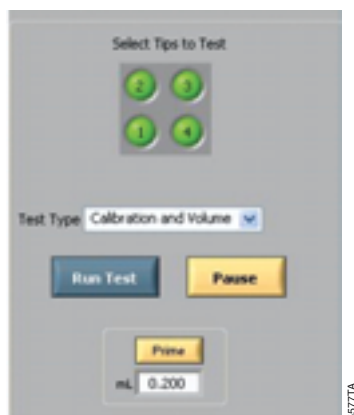 Select Tips to Test
2 3
1 4
Test Type Calibration and Volume
Run Test Pause
Prime
mL 0.200
577TA